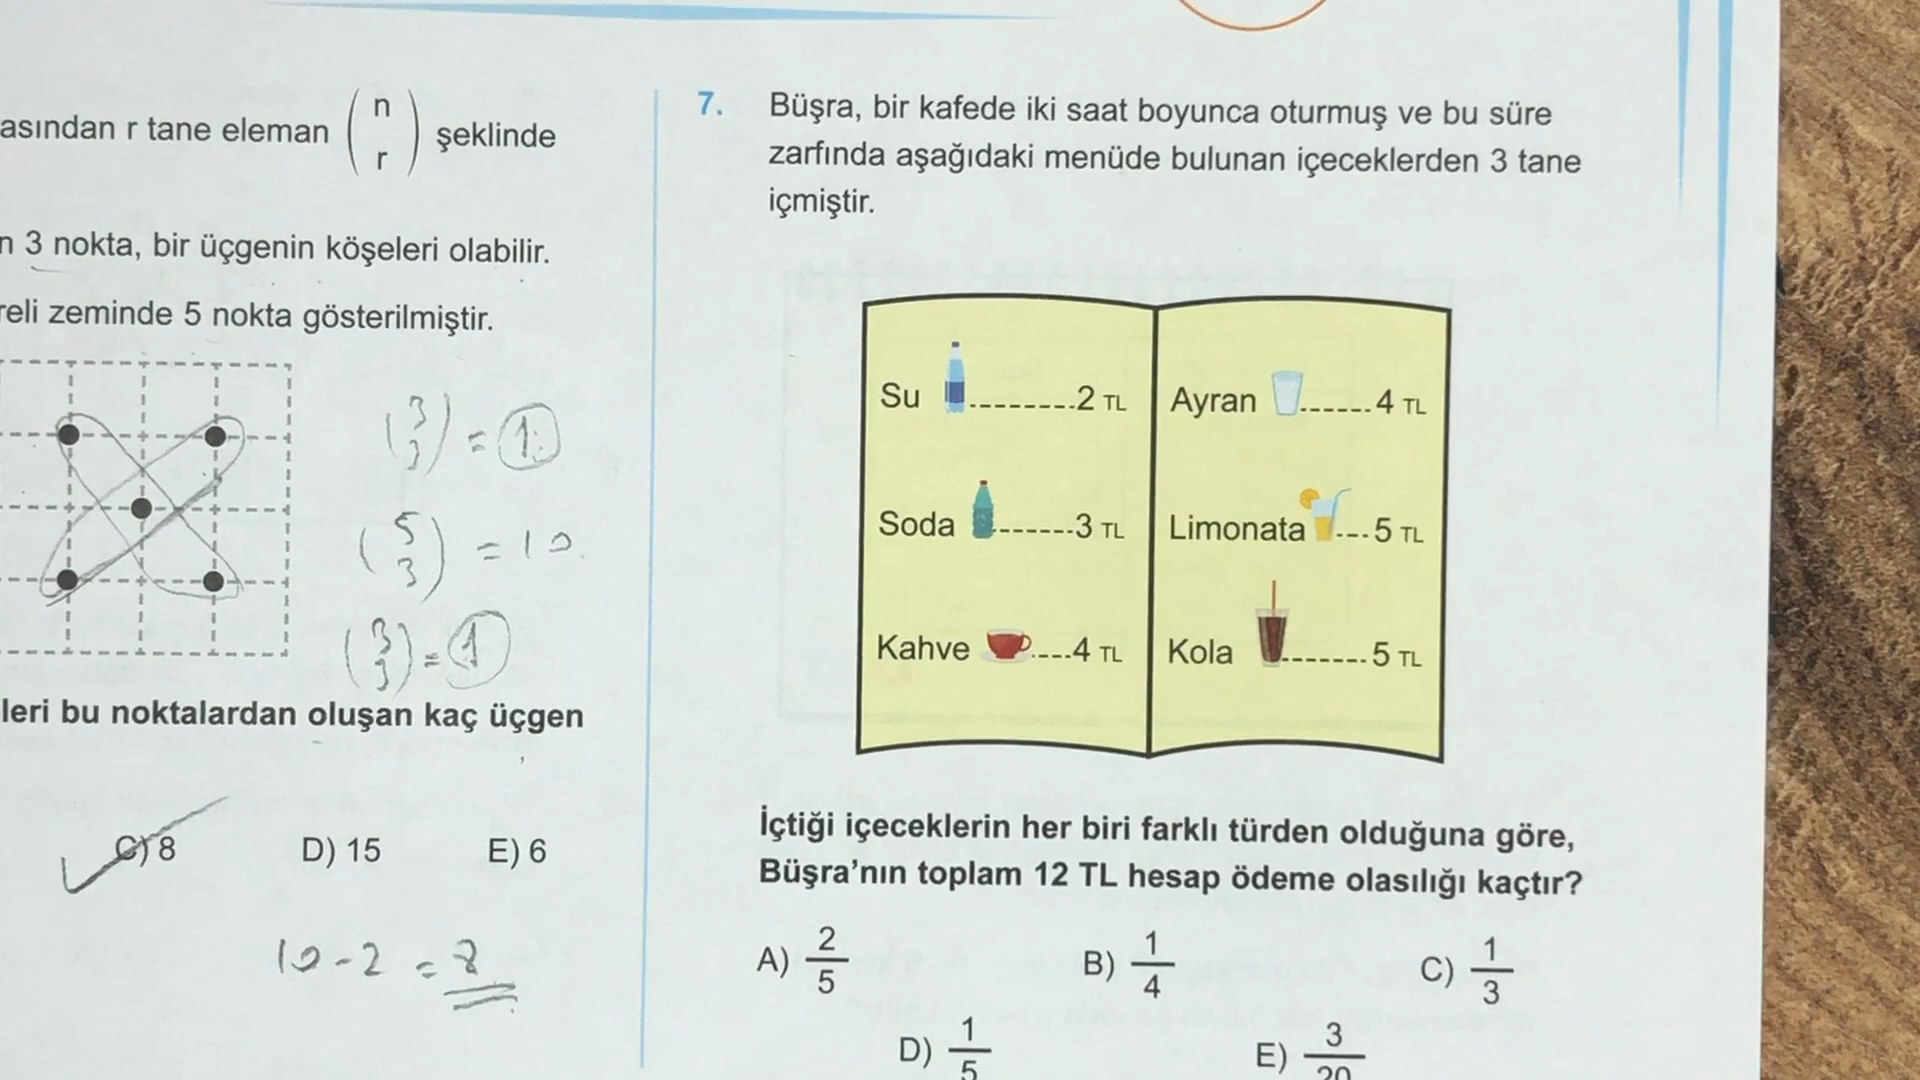 asından r tane eleman ( n r ) şeklinde
n 3 nokta, bir üçgenin köşeleri olabilir.
reli zeminde 5 nokta gösterilmiştir.
(3 3) = 1
(5 3) = 10
(3 3) = 1
leri bu noktalardan oluşan kaç üçgen
C) 8 D) 15 E) 6
10 - 2 = 8
7. Büşra, bir kafede iki saat boyunca oturmuş ve bu süre
zarfında aşağıdaki menüde bulunan içeceklerden 3 tane
içmiştir.
Su .........2 TL
Soda .......3 TL
Kahve ....4 TL
Ayran ......4 TL
Limonata ...5 TL
Kola .......5 TL
İçtiği içeceklerin her biri farklı türden olduğuna göre,
Büşra'nın toplam 12 TL hesap ödeme olasılığı kaçtır?
A) 2/5 B) 1/4 C) 1/3
D) 1/5 E) 3/20